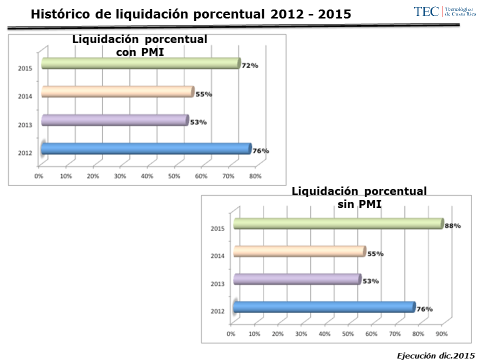 Histórico de liquidación porcentual 2012 - 2015
TEC
Tecnológico
de Costa Rica
Liquidación porcentual
con PMI
2015
72%
2014
55%
2013
53%
2012
76%
0% 10% 20% 30% 40% 50% 60% 70% 80%
Liquidación porcentual
sin PMI
2015
88%
2014
55%
2013
53%
2012
76%
0% 10% 20% 30% 40% 50% 60% 70% 80% 90%
Ejecución dic.2015